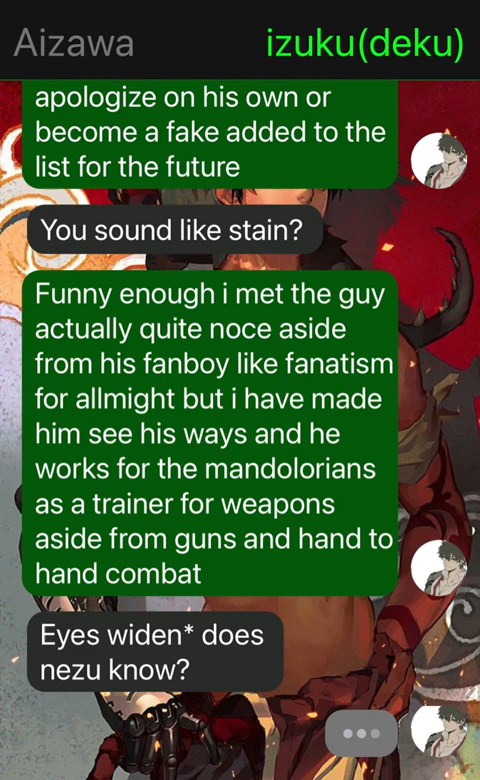 Aizawa izuku(deku)
apologize on his own or
become a fake added to the
list for the future
You sound like stain?
Funny enough i met the guy
actually quite noce aside
from his fanboy like fanatism
for allmight but i have made
him see his ways and he
works for the mandolorians
as a trainer for weapons
aside from guns and hand to
hand combat
Eyes widen* does
nezu know?